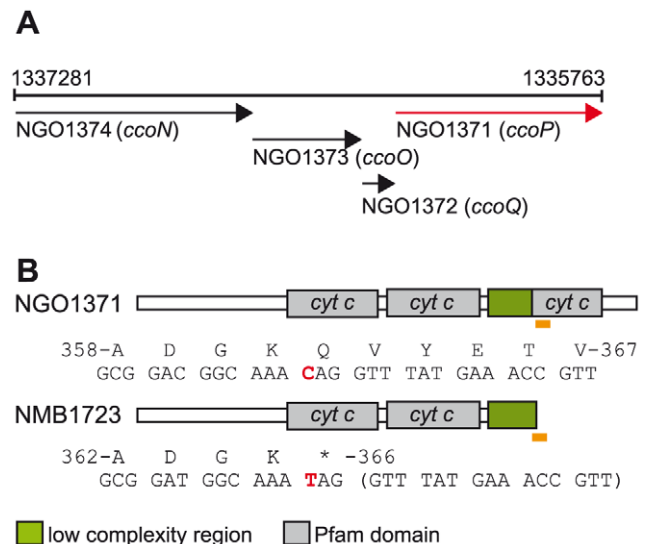 A
1337281 1335763
NGO1374 (ccoN) NGO1371 (ccoP)
NGO1373 (ccoO)
NGO1372 (ccoQ)
B
NGO1371 cyt c cyt c cyt c
358-A D G K Q V Y E T V-367
GCG GAC GGC AAA CAG GTT TAT GAA ACC GTT
NMB1723 cyt c cyt c
362-A D G K * -366
GCG GAT GGC AAA TAG (GTT TAT GAA ACC GTT)
low complexity region Pfam domain